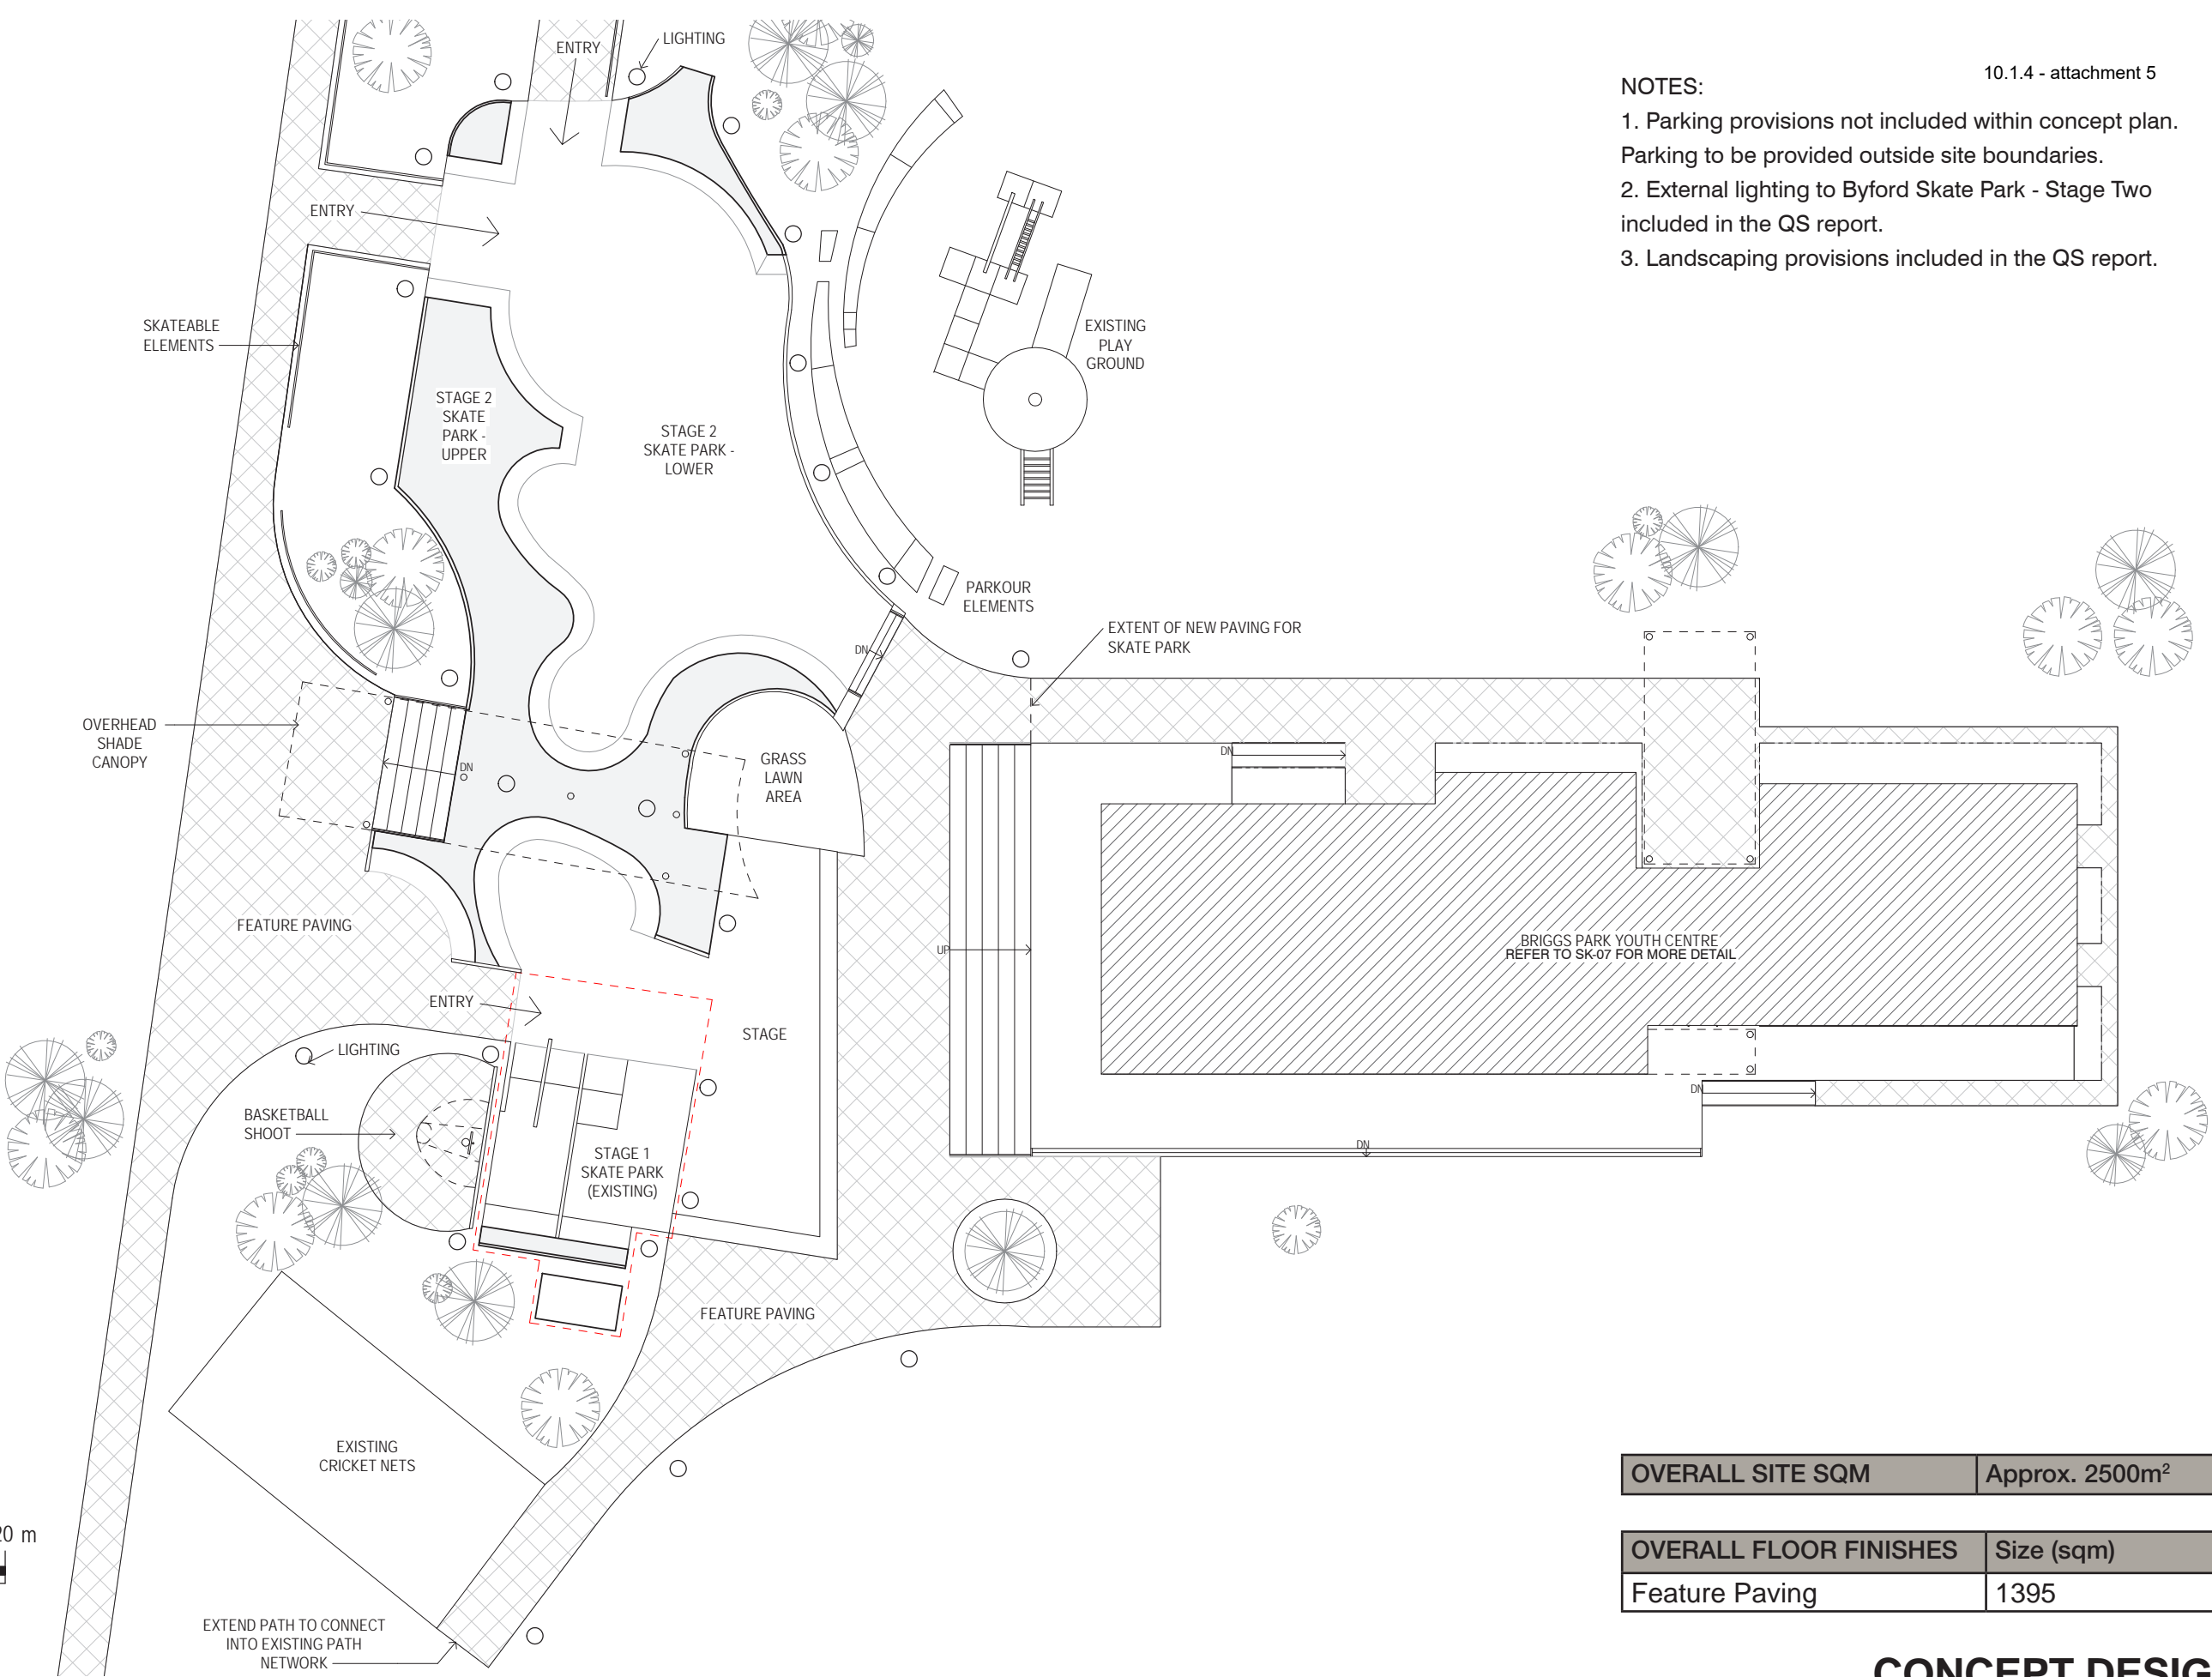 10.1.4 - attachment 5
NOTES:
1. Parking provisions not included within concept plan.
Parking to be provided outside site boundaries.
2. External lighting to Byford Skate Park - Stage Two
included in the QS report.
3. Landscaping provisions included in the QS report.
ENTRY
LIGHTING
ENTRY
SKATEABLE
ELEMENTS
EXISTING
PLAY
GROUND
STAGE 2
SKATE
PARK -
UPPER
STAGE 2
SKATE PARK -
LOWER
PARKOUR
ELEMENTS
EXTENT OF NEW PAVING FOR
SKATE PARK
DN
OVERHEAD
SHADE
CANOPY
DN
GRASS
LAWN
AREA
DN
FEATURE PAVING
UP
BRIGGS PARK YOUTH CENTRE
REFER TO SK-07 FOR MORE DETAIL
ENTRY
STAGE
LIGHTING
DN
BASKETBALL
SHOOT
STAGE 1
SKATE PARK
(EXISTING)
DN
FEATURE PAVING
EXISTING
CRICKET NETS
20 m
EXTEND PATH TO CONNECT
INTO EXISTING PATH
NETWORK
OVERALL SITE SQM Approx. 2500m²
OVERALL FLOOR FINISHES Size (sqm)
Feature Paving 1395
CONCEPT DESIG